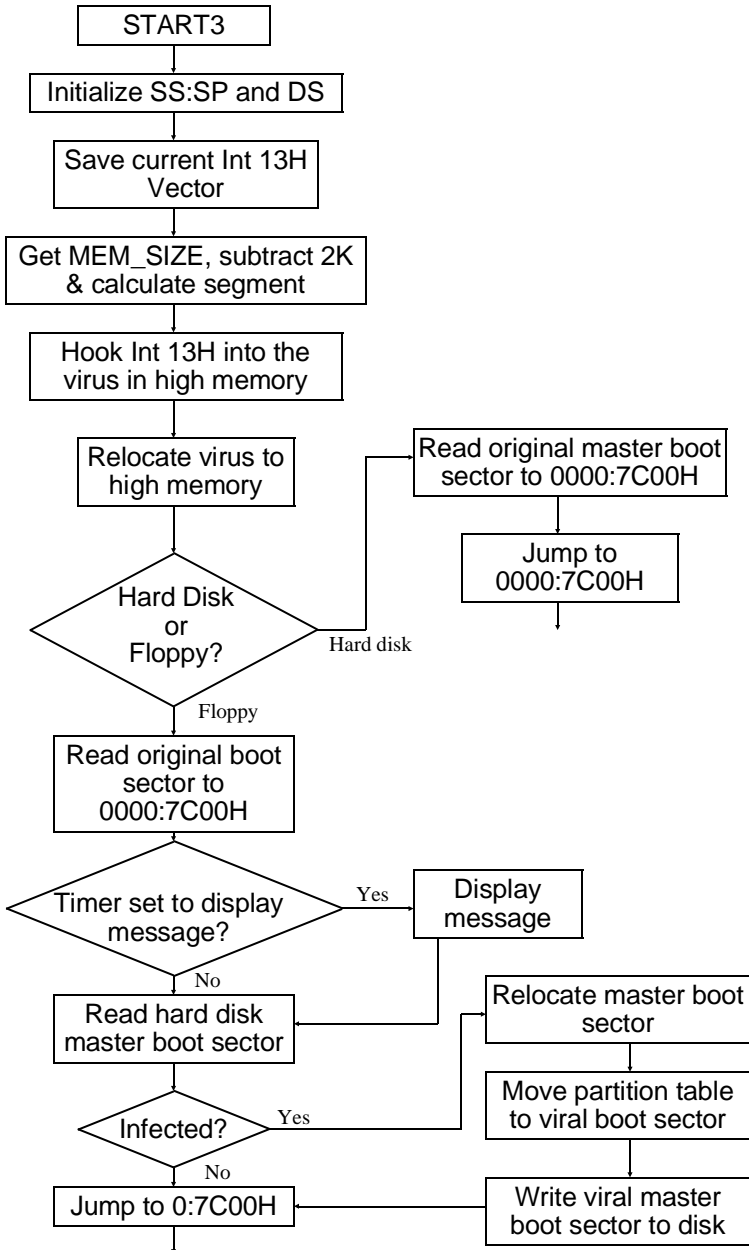 START3
Initialize SS:SP and DS
Save current Int 13H
Vector
Get MEM_SIZE, subtract 2K
& calculate segment
Hook Int 13H into the
virus in high memory
Relocate virus to
high memory
Read original master boot
sector to 0000:7C00H
Jump to
0000:7C00H
Hard Disk
or
Floppy?
Hard disk
Floppy
Read original boot
sector to
0000:7C00H
Timer set to display
message?
Yes
Display
message
No
Read hard disk
master boot sector
Relocate master boot
sector
Move partition table
to viral boot sector
Infected?
Yes
No
Jump to 0:7C00H
Write viral master
boot sector to disk